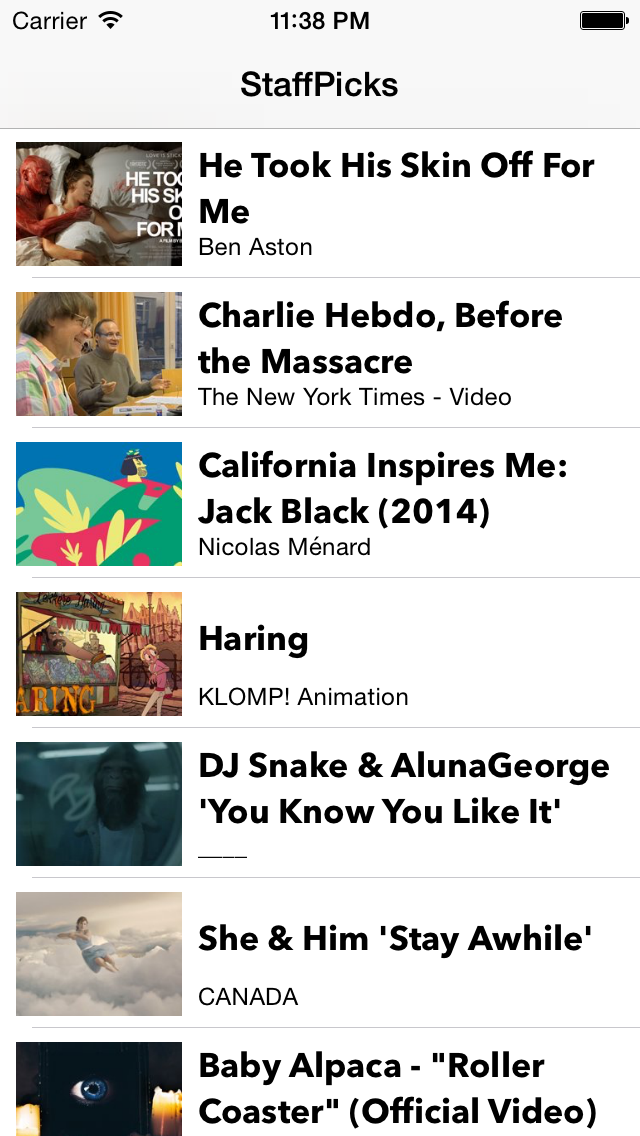 Carrier 11:38 PM
StaffPicks
HE TOO
HIS SK
O
FOR M
He Took His Skin Off For
Me
Ben Aston
Charlie Hebdo, Before
the Massacre
The New York Times - Video
California Inspires Me:
Jack Black (2014)
Nicolas Ménard
ARING
Haring
KLOMP! Animation
DJ Snake & AlunaGeorge
'You Know You Like It'
____
She & Him 'Stay Awhile'
CANADA
Baby Alpaca - "Roller
Coaster" (Official Video)